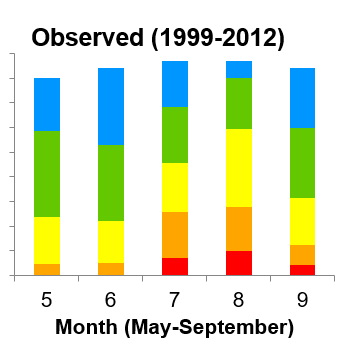 Observed (1999-2012)
5 6 7 8 9
Month (May-September)